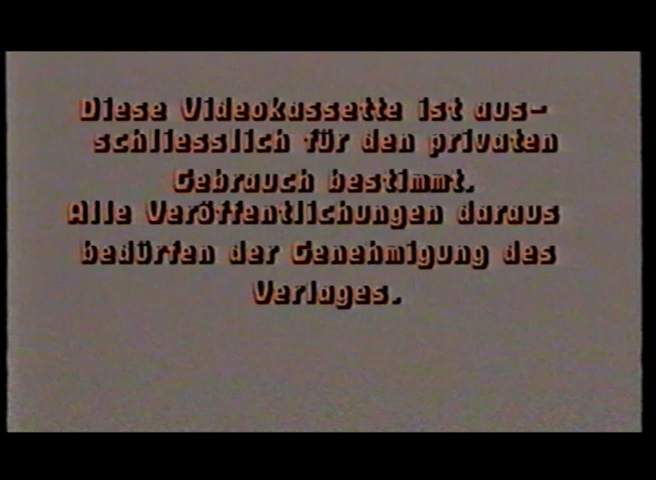 Diese Videokassette ist aus-
schliesslich für den privaten
Gebrauch bestimmt.
Alle Veröffentlichungen daraus
bedürfen der Genehmigung des
Verlages.